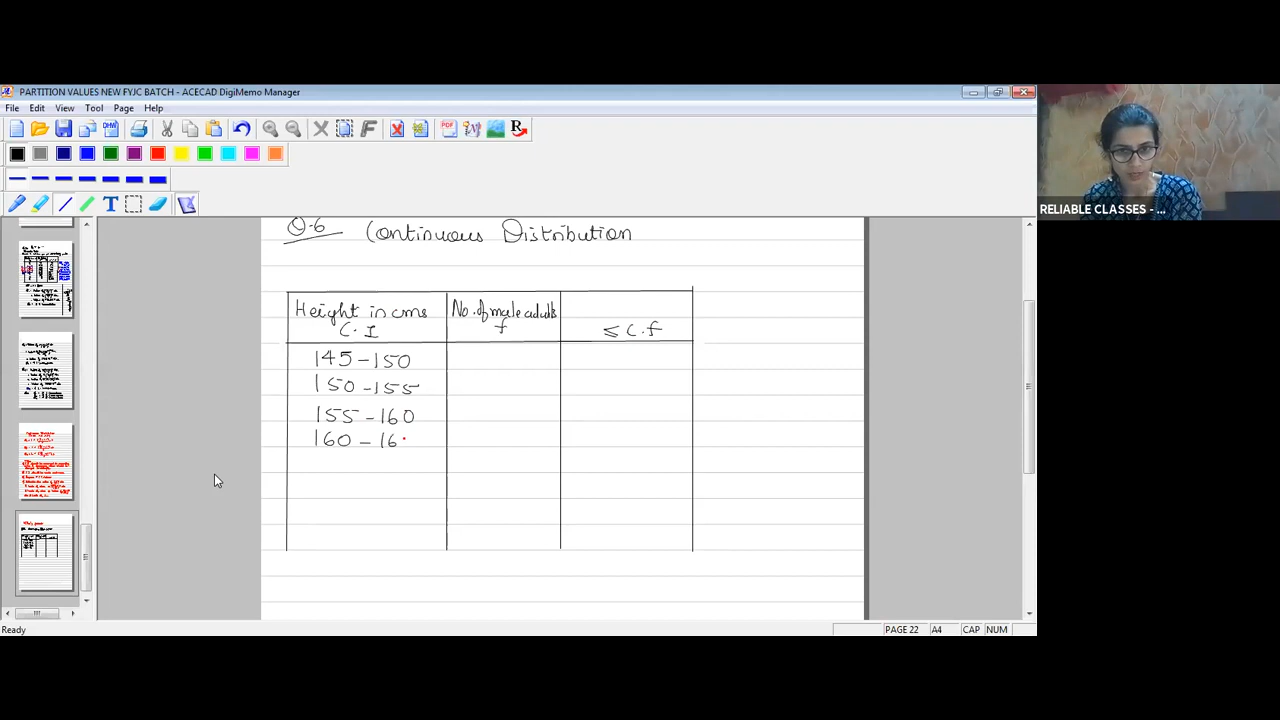 PARTITION VALUES NEW FYJC BATCH - ACECAD DigiMemo Manager
File Edit View Tool Page Help
RELIABLE CLASSES - ...
Q.6 Continuous Distribution
Height in cms No. of male adults
C.I f ≤ c.f
145-150
150-155
155-160
160-16
Ready PAGE 22 A4 CAP NUM